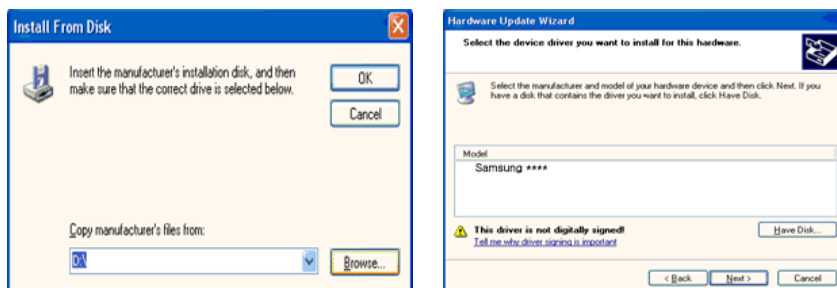 Install From Disk
Insert the manufacturer's installation disk, and then
make sure that the correct drive is selected below.
OK
Cancel
Copy manufacturer's files from:
D:\
Browse...
Hardware Update Wizard
Select the device driver you want to install for this hardware.
Select the manufacturer and model of your hardware device and then click Next. If you
have a disk that contains the driver you want to install, click Have Disk.
Model
Samsung ****
This driver is not digitally signed!
Tell me why driver signing is important
Have Disk...
< Back
Next >
Cancel